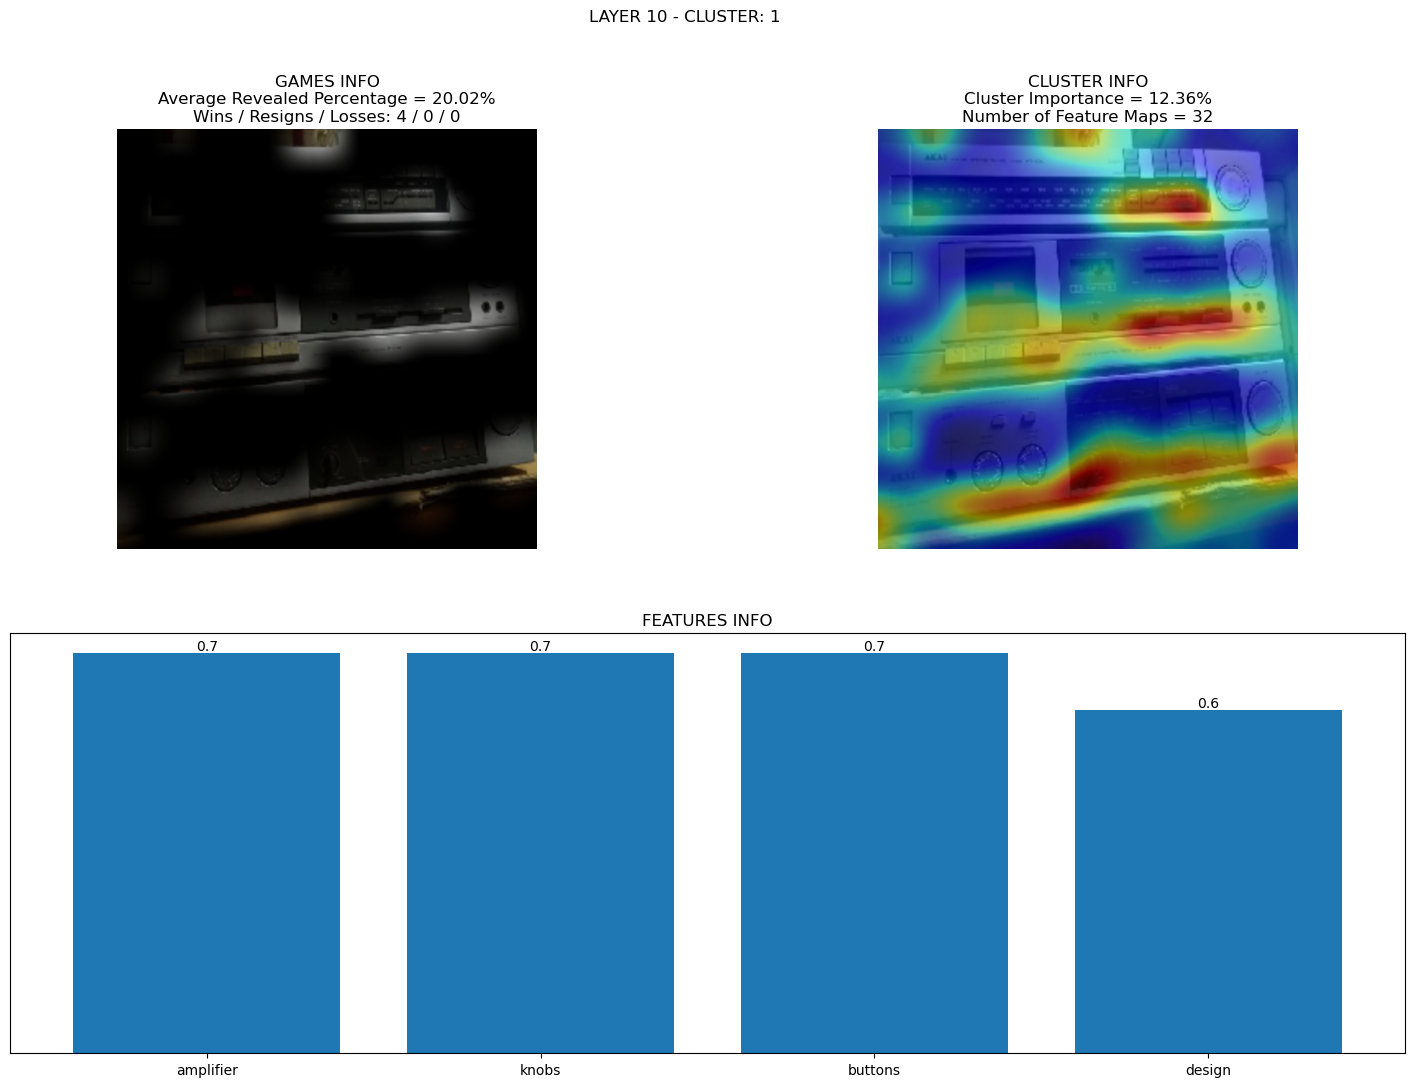 LAYER 10 - CLUSTER: 1
GAMES INFO
Average Revealed Percentage = 20.02%
Wins / Resigns / Losses: 4 / 0 / 0
CLUSTER INFO
Cluster Importance = 12.36%
Number of Feature Maps = 32
AKAI
FEATURES INFO
0.7
0.7
0.7
0.6
amplifier
knobs
buttons
design